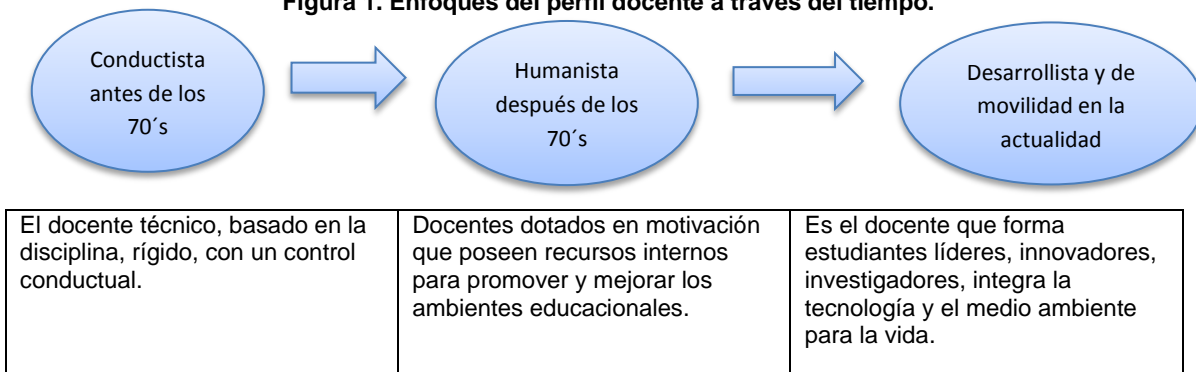 Figura 1. Enfoques del perfil docente a través del tiempo.
Conductista
antes de los
70´s
Humanista
después de los
70´s
Desarrollista y de
movilidad en la
actualidad
El docente técnico, basado en la
disciplina, rígido, con un control
conductual.
Docentes dotados en motivación
que poseen recursos internos
para promover y mejorar los
ambientes educacionales.
Es el docente que forma
estudiantes líderes, innovadores,
investigadores, integra la
tecnología y el medio ambiente
para la vida.